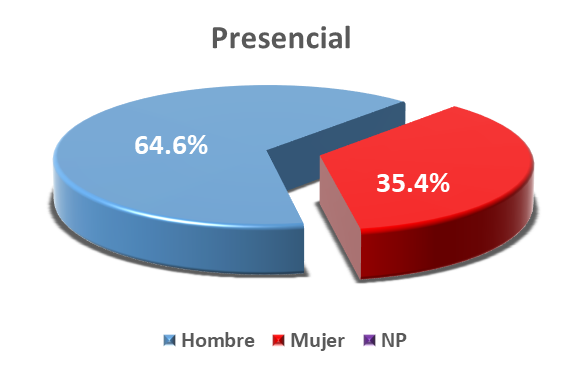 Presencial
64.6%
35.4%
Hombre Mujer NP